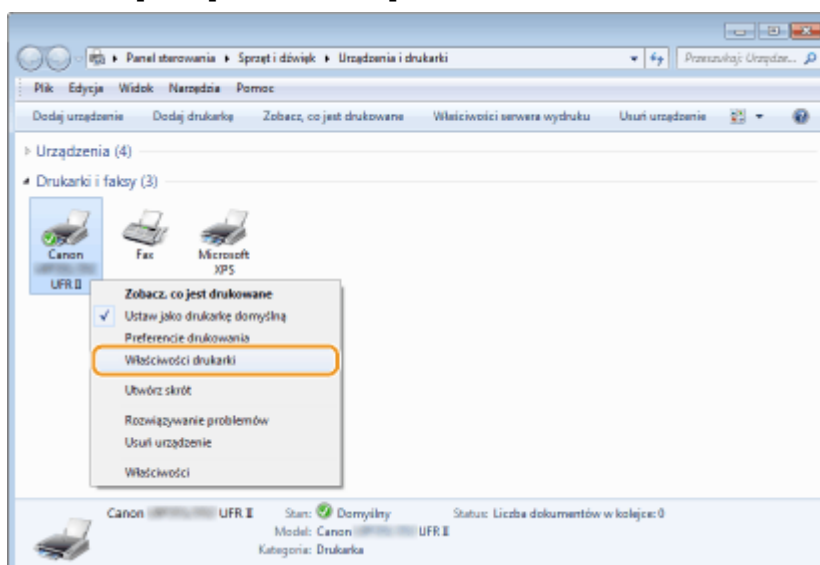 Panel sterowania Sprzęt i dźwięk Urządzenia i drukarki Przeszukaj: Urządze...
Plik Edycja Widok Narzędzia Pomoc
Dodaj urządzenie Dodaj drukarkę Zobacz, co jest drukowane Właściwości serwera wydruku Usuń urządzenie
Urządzenia (4)
Drukarki i faksy (3)
Canon
UFR II
Fax
Microsoft
XPS
Zobacz, co jest drukowane
Ustaw jako drukarkę domyślną
Preferencje drukowania
Właściwości drukarki
Utwórz skrót
Rozwiązywanie problemów
Usuń urządzenie
Właściwości
Canon UFR II Stan: Domyślny Status: Liczba dokumentów w kolejce: 0
Model: Canon UFR II
Kategoria: Drukarka